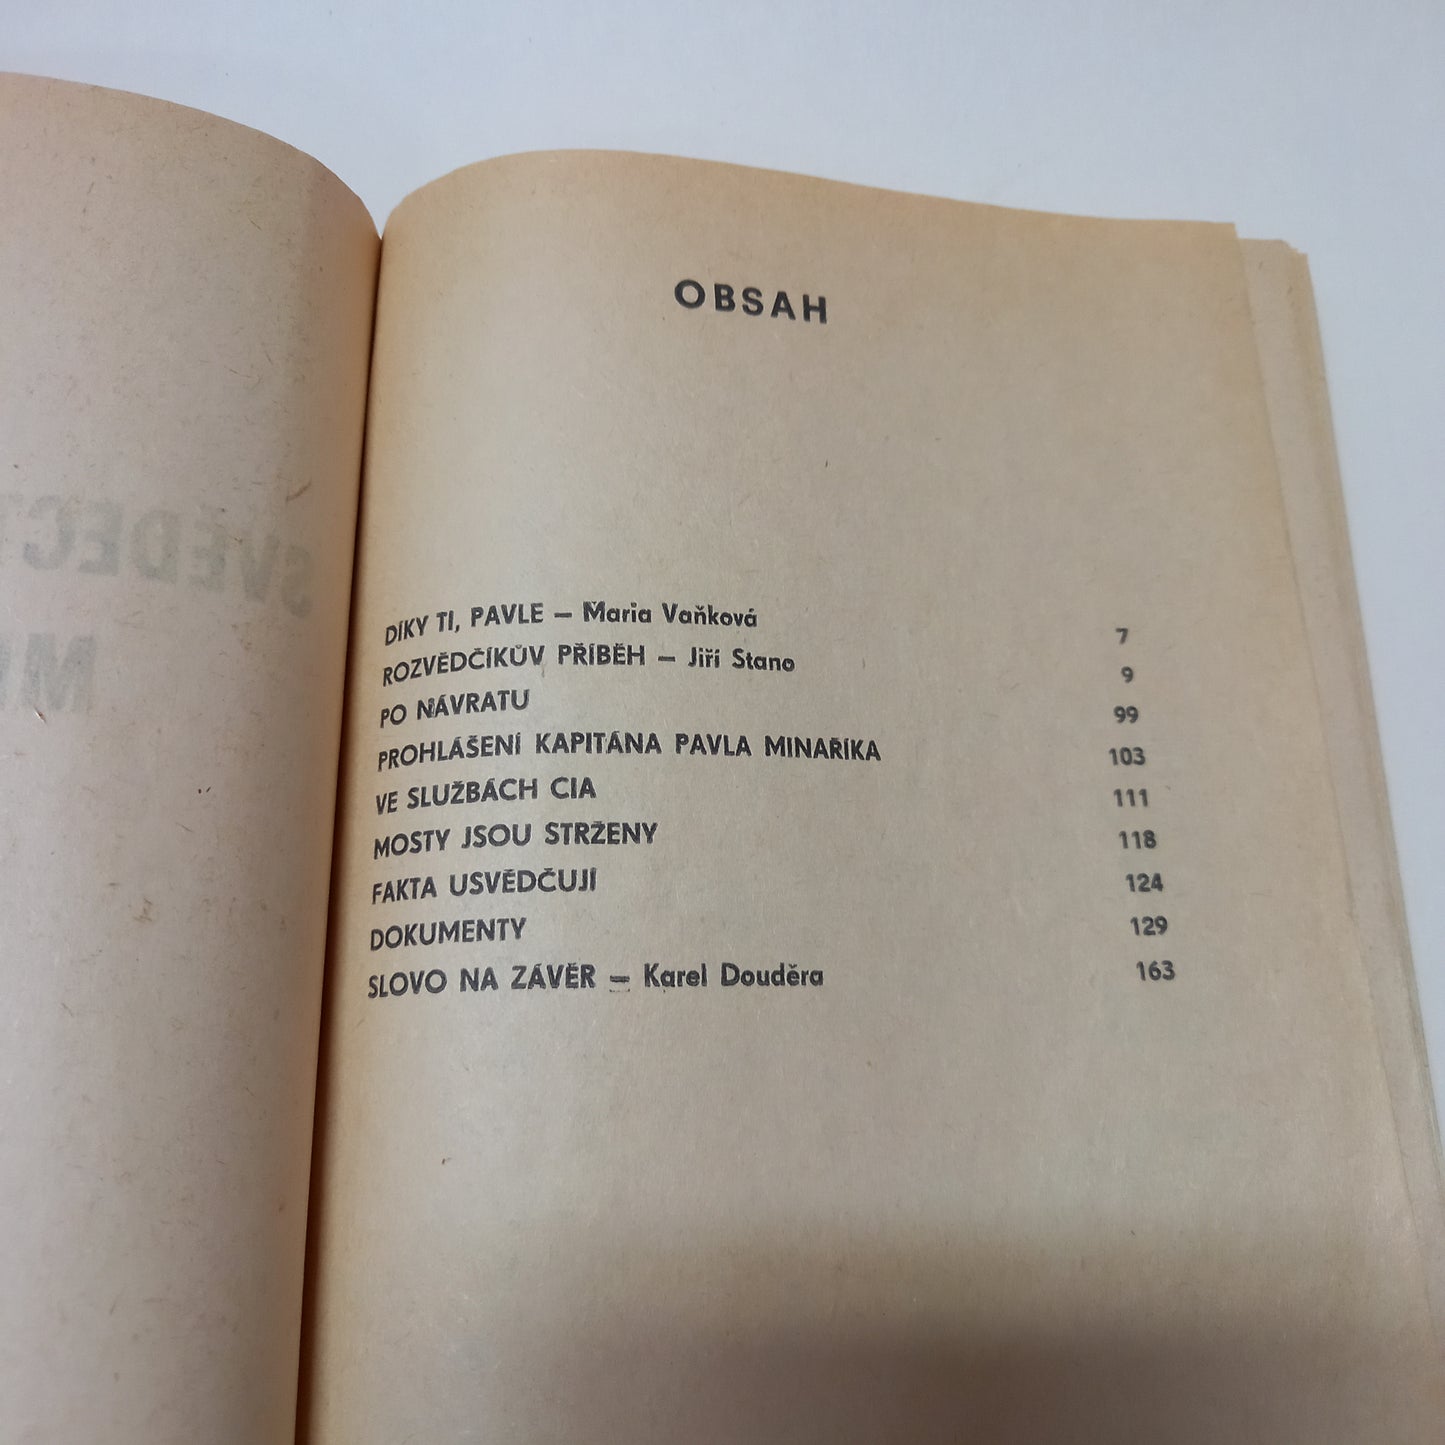 OBSAH
DÍKY TI, PAVLE — Maria Vaňková 7
ROZVĚDČÍKŮV PŘÍBĚH — Jiří Stano 9
PO NÁVRATU 99
PROHLÁŠENÍ KAPITÁNA PAVLA MINAŘÍKA 103
VE SLUŽBÁCH CIA 111
MOSTY JSOU STRŽENY 118
FAKTA USVĚDČUJÍ 124
DOKUMENTY 129
SLOVO NA ZÁVĚR — Karel Douděra 163